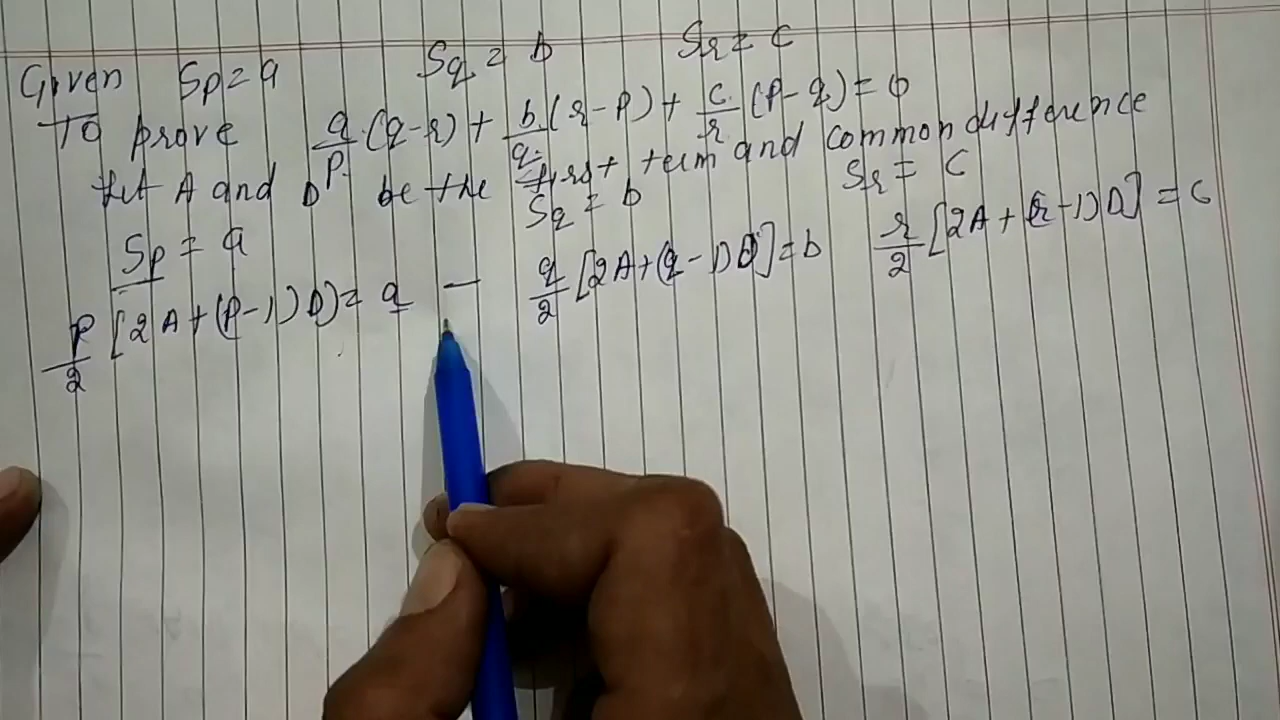 Given Sp = a Sq = b Sr = c
To prove a/p (q-r) + b/q (r-p) + c/r (p-q) = 0
Let A and D be the first term and common difference
Sp = a Sq = b Sr = c
p/2 [2A + (p-1) D] = a - q/2 [2A + (q-1) D] = b r/2 [2A + (r-1) D] = c